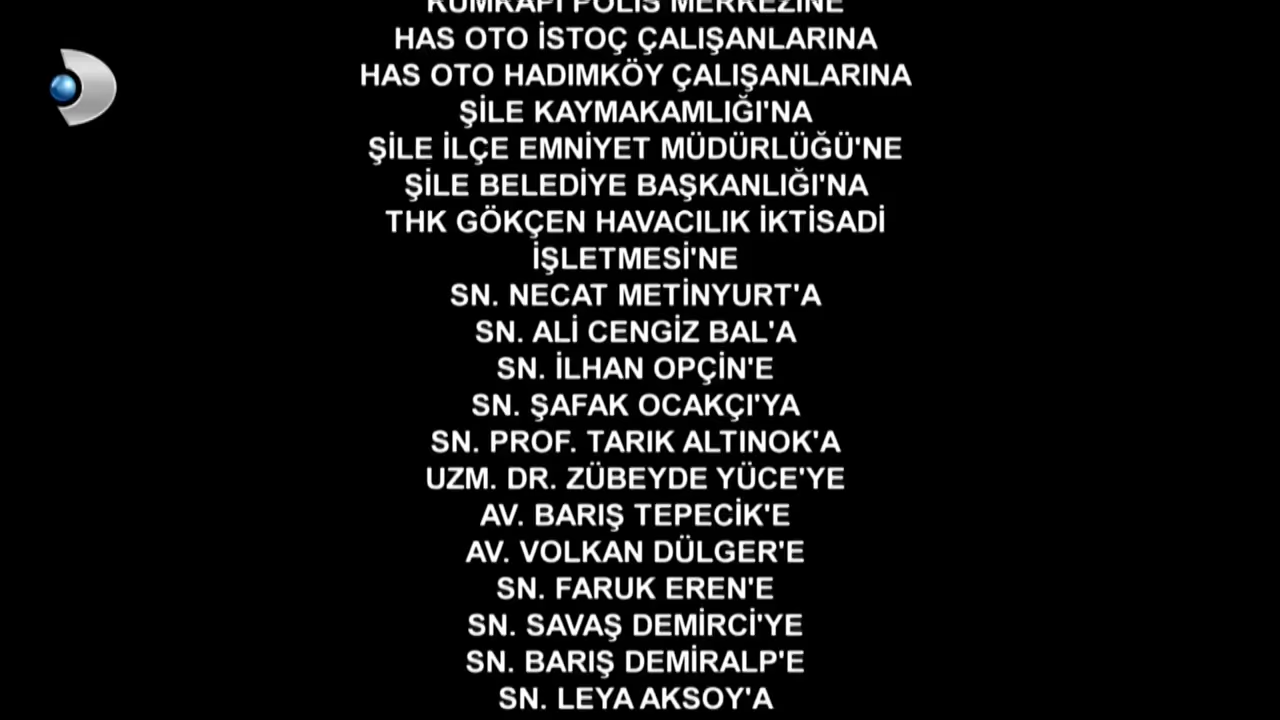 KUMKAPI POLİS MERKEZİNE
HAS OTO İSTOÇ ÇALIŞANLARINA
HAS OTO HADIMKÖY ÇALIŞANLARINA
ŞİLE KAYMAKAMLIĞI'NA
ŞİLE İLÇE EMNİYET MÜDÜRLÜĞÜ'NE
ŞİLE BELEDİYE BAŞKANLIĞI'NA
THK GÖKÇEN HAVACILIK İKTİSADİ
İŞLETMESİ'NE
SN. NECAT METİNYURT'A
SN. ALİ CENGİZ BAL'A
SN. İLHAN OPÇİN'E
SN. ŞAFAK OCAKÇI'YA
SN. PROF. TARIK ALTINOK'A
UZM. DR. ZÜBEYDE YÜCE'YE
AV. BARIŞ TEPECİK'E
AV. VOLKAN DÜLGER'E
SN. FARUK EREN'E
SN. SAVAŞ DEMİRCİ'YE
SN. BARIŞ DEMİRALP'E
SN. LEYA AKSOY'A